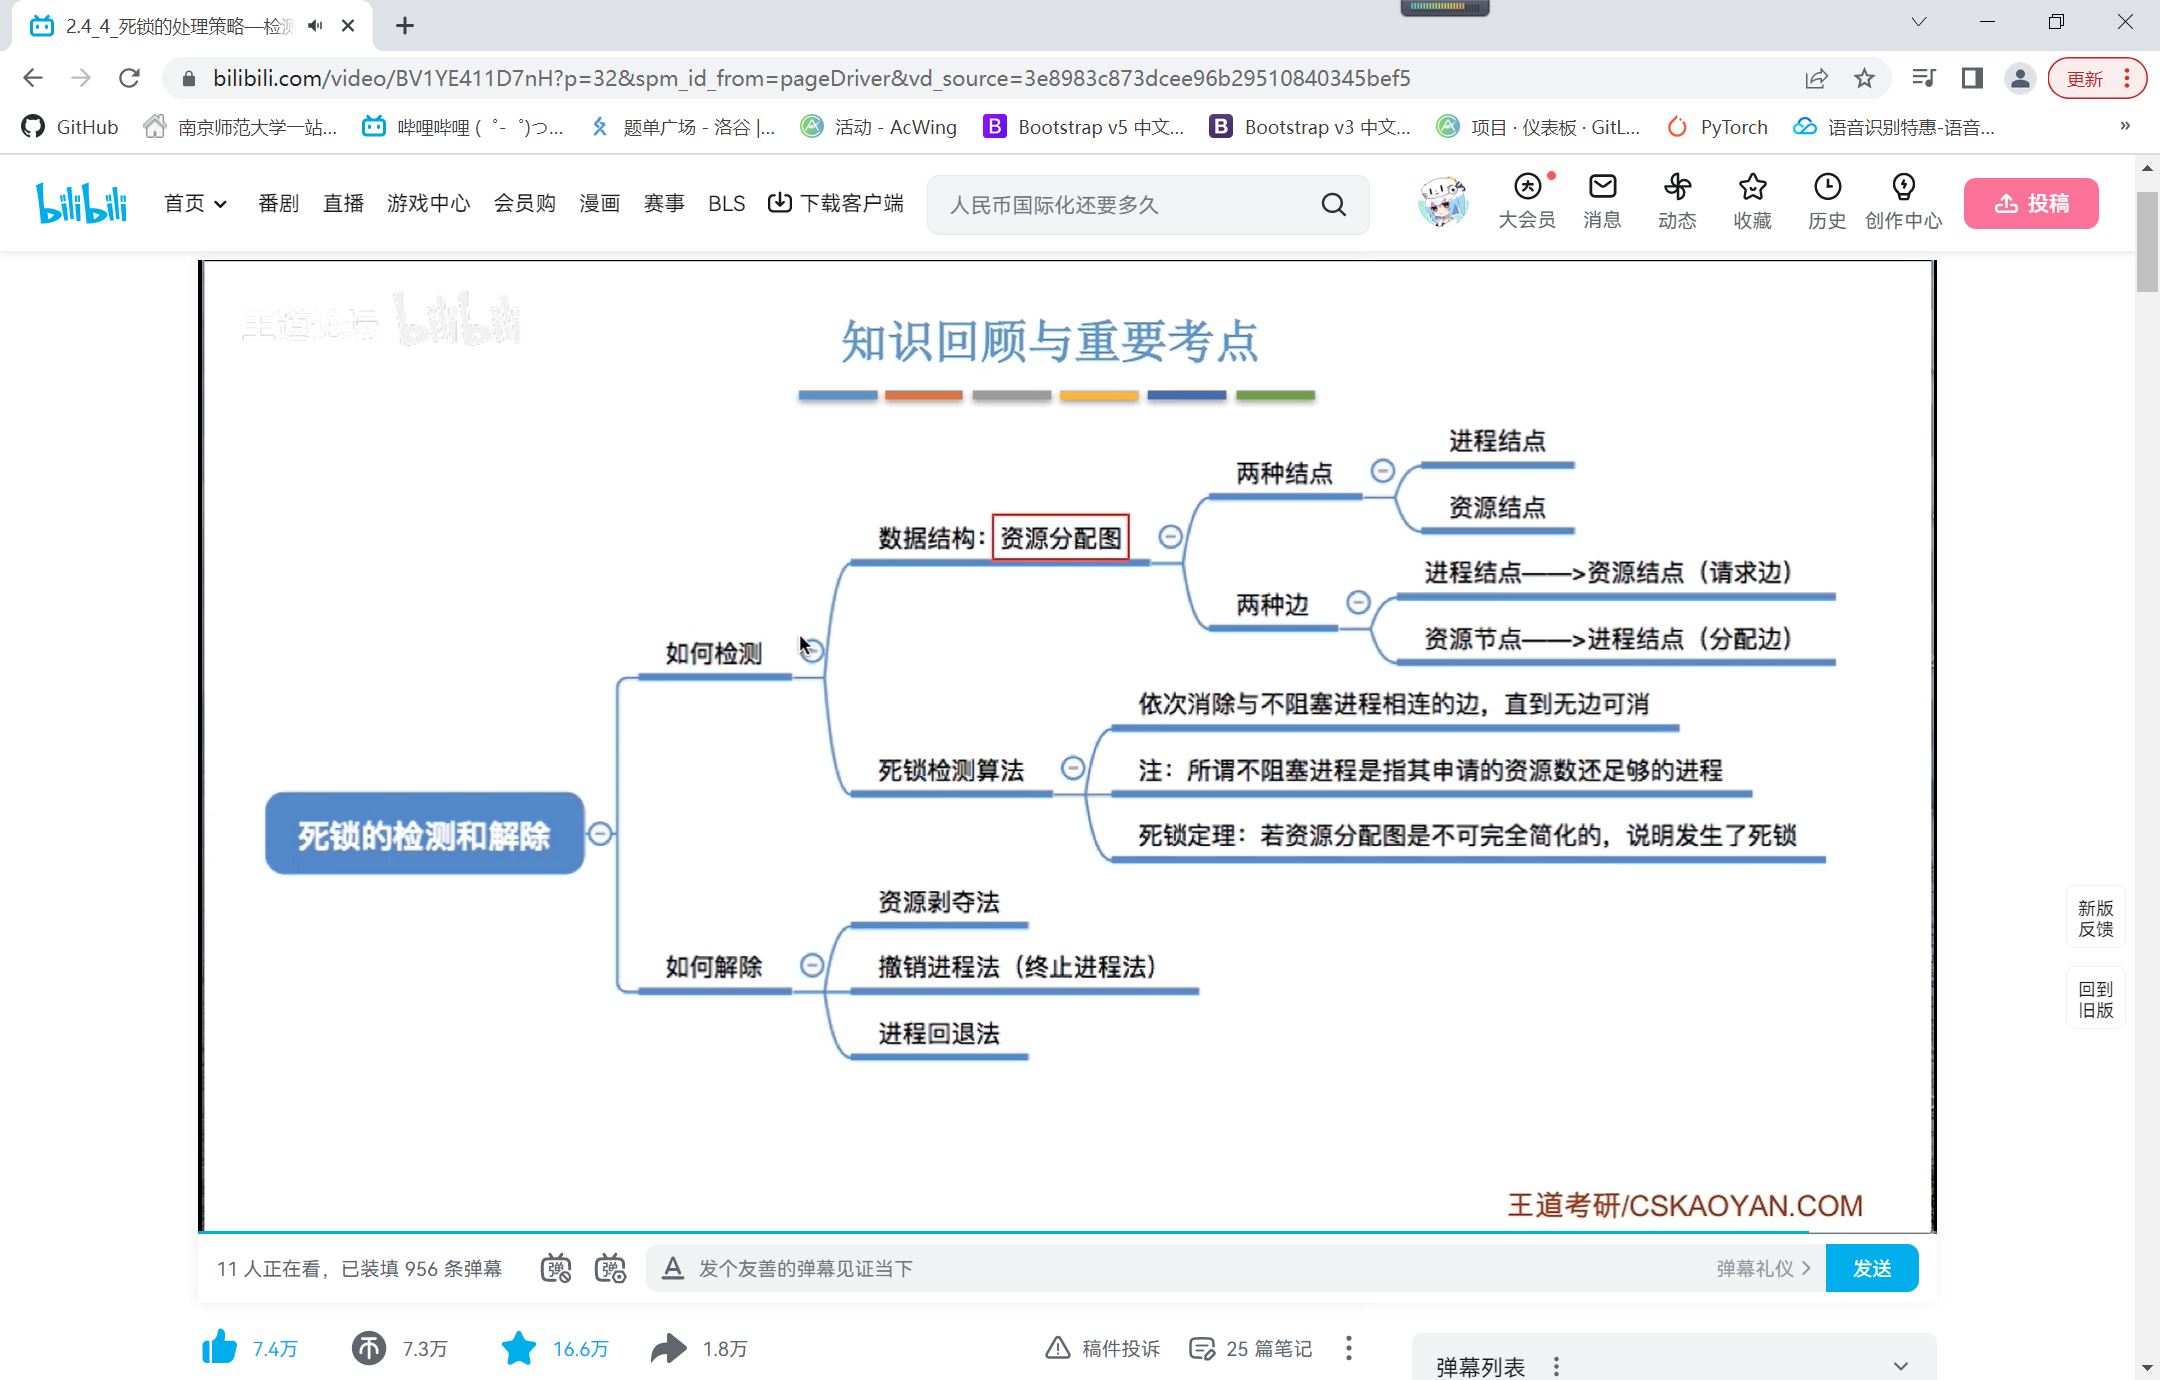 2.4_4_死锁的处理策略—检测
bilibili.com/video/BV1YE411D7nH?p=32&spm_id_from=pageDriver&vd_source=3e8983c873dcee96b29510840345bef5
更新
GitHub 南京师范大学一站... 哔哩哔哩 (゜-゜)つ... 题单广场 - 洛谷 |... 活动 - AcWing Bootstrap v5 中文... Bootstrap v3 中文... 项目 · 仪表板 · GitL... PyTorch 语音识别特惠-语音... »
bilibili 首页 番剧 直播 游戏中心 会员购 漫画 赛事 BLS 下载客户端 人民币国际化还要多久 大会员 消息 动态 收藏 历史 创作中心 投稿
王道论坛 bilibili
知识回顾与重要考点
进程结点
两种结点
资源结点
数据结构：资源分配图
进程结点——>资源结点（请求边）
两种边
资源节点——>进程结点（分配边）
如何检测
依次消除与不阻塞进程相连的边，直到无边可消
死锁检测算法
注：所谓不阻塞进程是指其申请的资源数还足够的进程
死锁定理：若资源分配图是不可完全简化的，说明发生了死锁
死锁的检测和解除
资源剥夺法
如何解除
撤销进程法（终止进程法）
进程回退法
王道考研/CSKAOYAN.COM
新版
反馈
回到
旧版
11 人正在看，已装填 956 条弹幕 发个友善的弹幕见证当下 弹幕礼仪 > 发送
7.4万 7.3万 16.6万 1.8万 稿件投诉 25 篇笔记
弹幕列表